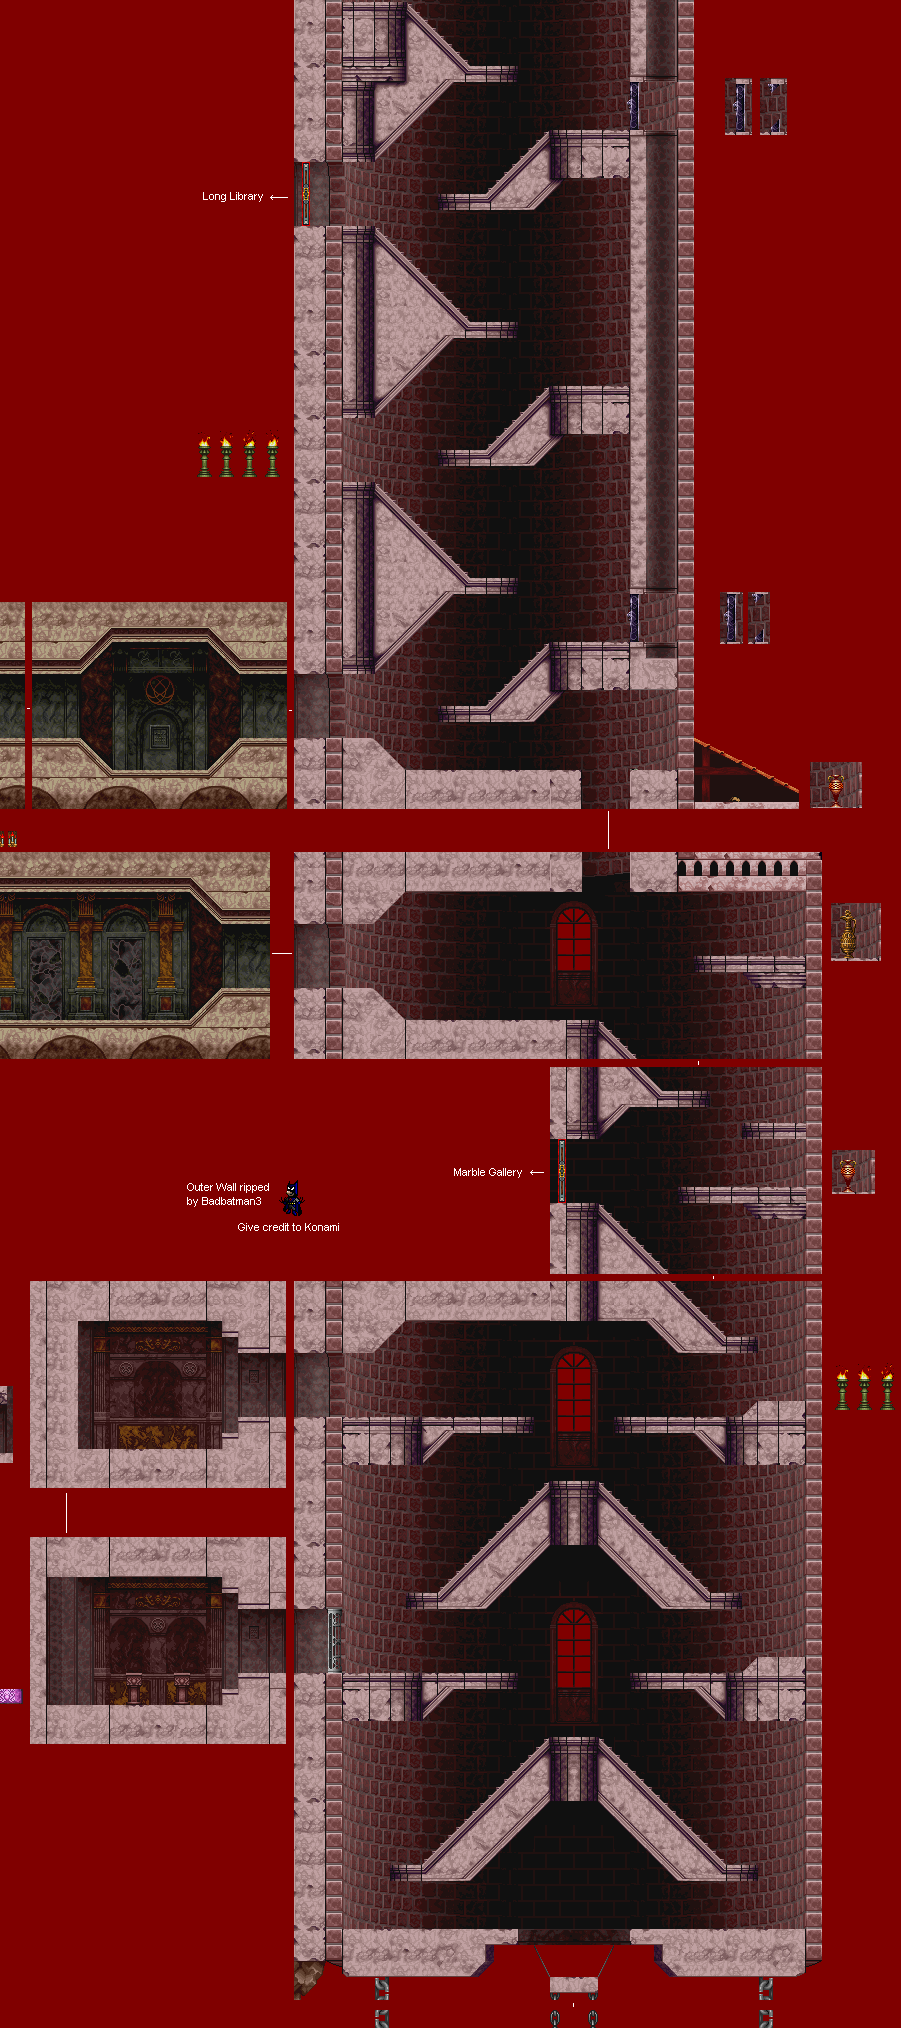 Long Library
Marble Gallery
Outer Wall ripped
by Badbatman3
Give credit to Konami